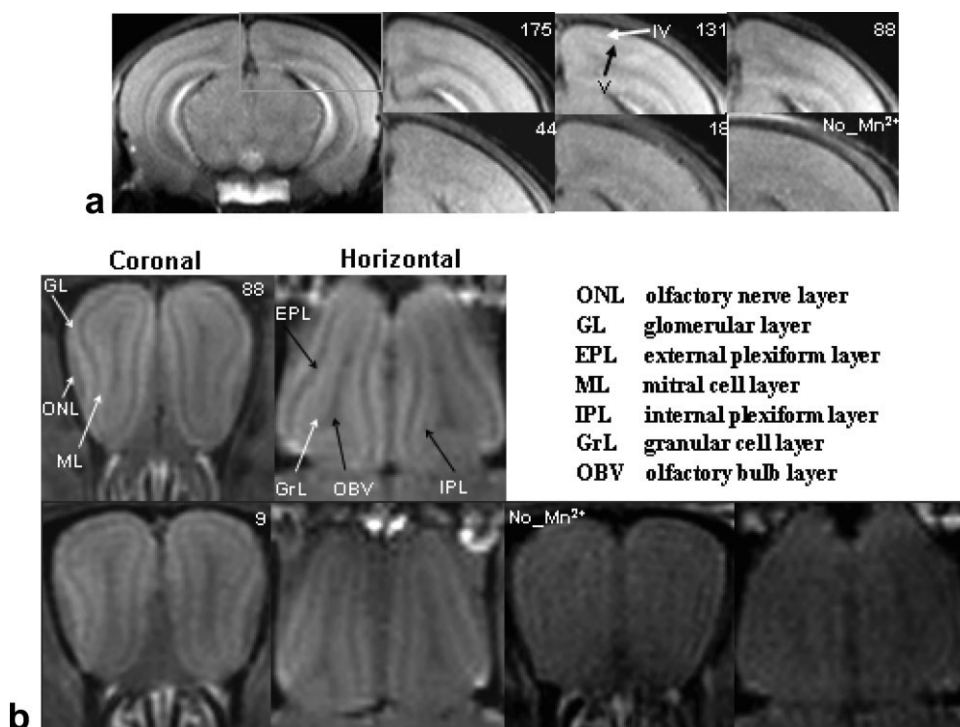 175
IV
131
88
V
44
18
No_Mn²⁺
a
Coronal
Horizontal
GL
88
EPL
ONL
ML
GrL
OBV
IPL
ONL olfactory nerve layer
GL glomerular layer
EPL external plexiform layer
ML mitral cell layer
IPL internal plexiform layer
GrL granular cell layer
OBV olfactory bulb layer
9
No_Mn²⁺
b